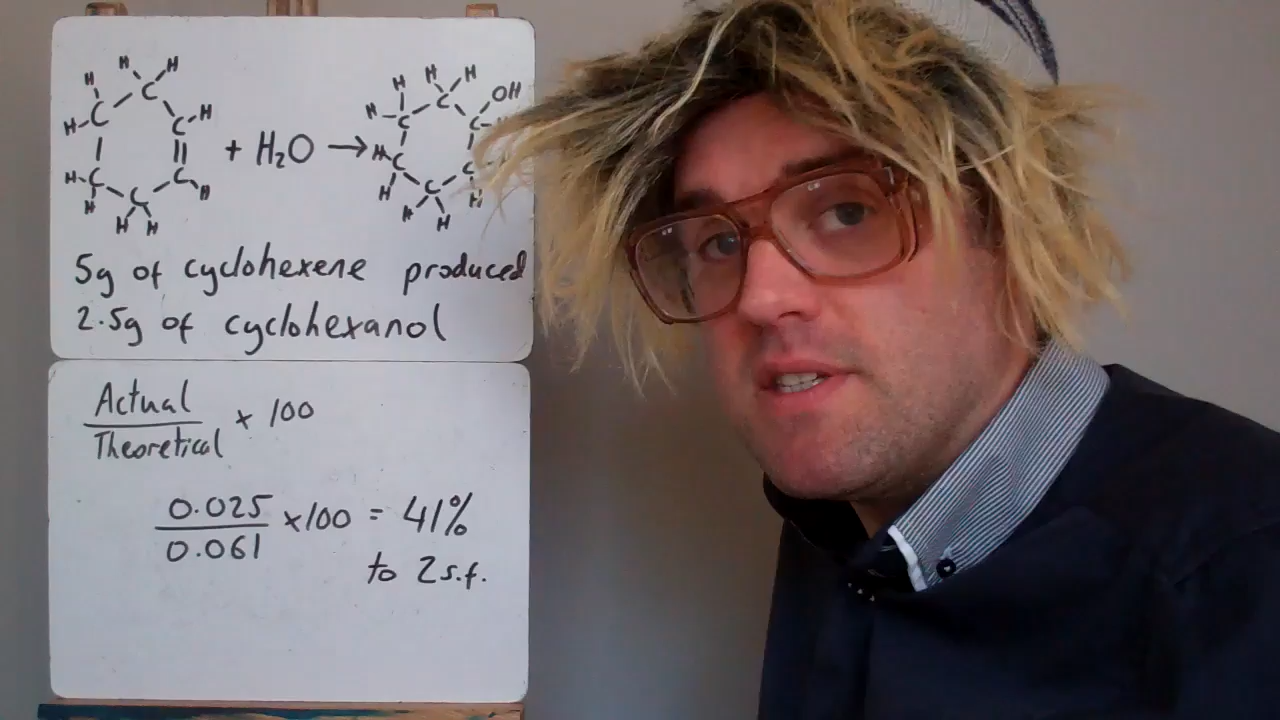 H H
H C
H C C H
+ H₂O →
H C C H
H C
H H
H H H
H C C OH
C
H C C
H C H
H H
5g of cyclohexene produced
2.5g of cyclohexanol
Actual
Theoretical × 100
0.025
0.061 ×100 = 41%
to 2s.f.